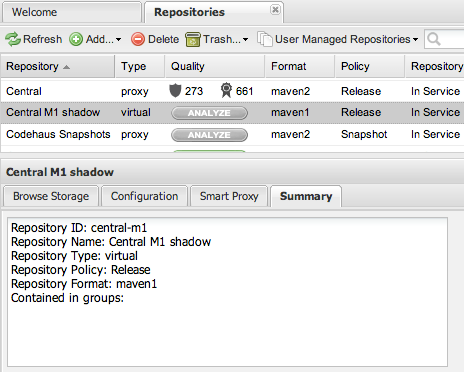 Welcome Repositories
Refresh Add... Delete Trash... User Managed Repositories
Repository Type Quality Format Policy Repository
Central proxy 273 661 maven2 Release In Service
Central M1 shadow virtual ANALYZE maven1 Release In Service
Codehaus Snapshots proxy ANALYZE maven2 Snapshot In Service
Central M1 shadow
Browse Storage Configuration Smart Proxy Summary
Repository ID: central-m1
Repository Name: Central M1 shadow
Repository Type: virtual
Repository Policy: Release
Repository Format: maven1
Contained in groups: